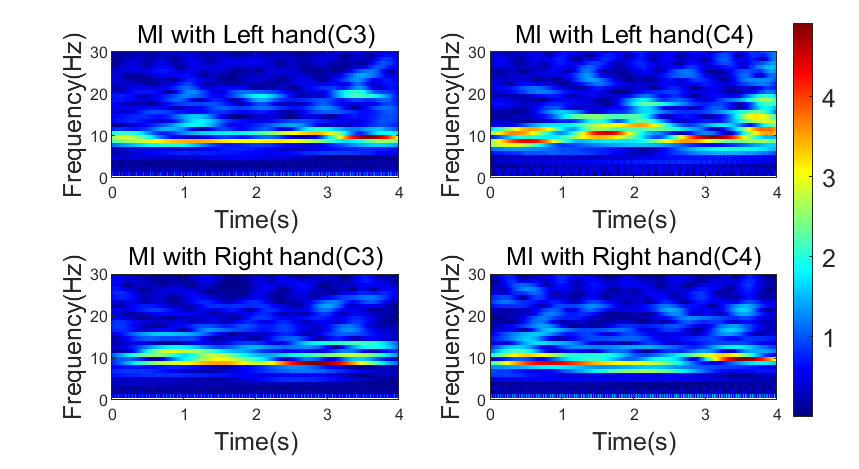 MI with Left hand(C3)
Frequency(Hz)
30
20
10
0
0 1 2 3 4
Time(s)
MI with Left hand(C4)
Frequency(Hz)
30
20
10
0
0 1 2 3 4
Time(s)
4
3
2
1
MI with Right hand(C3)
Frequency(Hz)
30
20
10
0
0 1 2 3 4
Time(s)
MI with Right hand(C4)
Frequency(Hz)
30
20
10
0
0 1 2 3 4
Time(s)